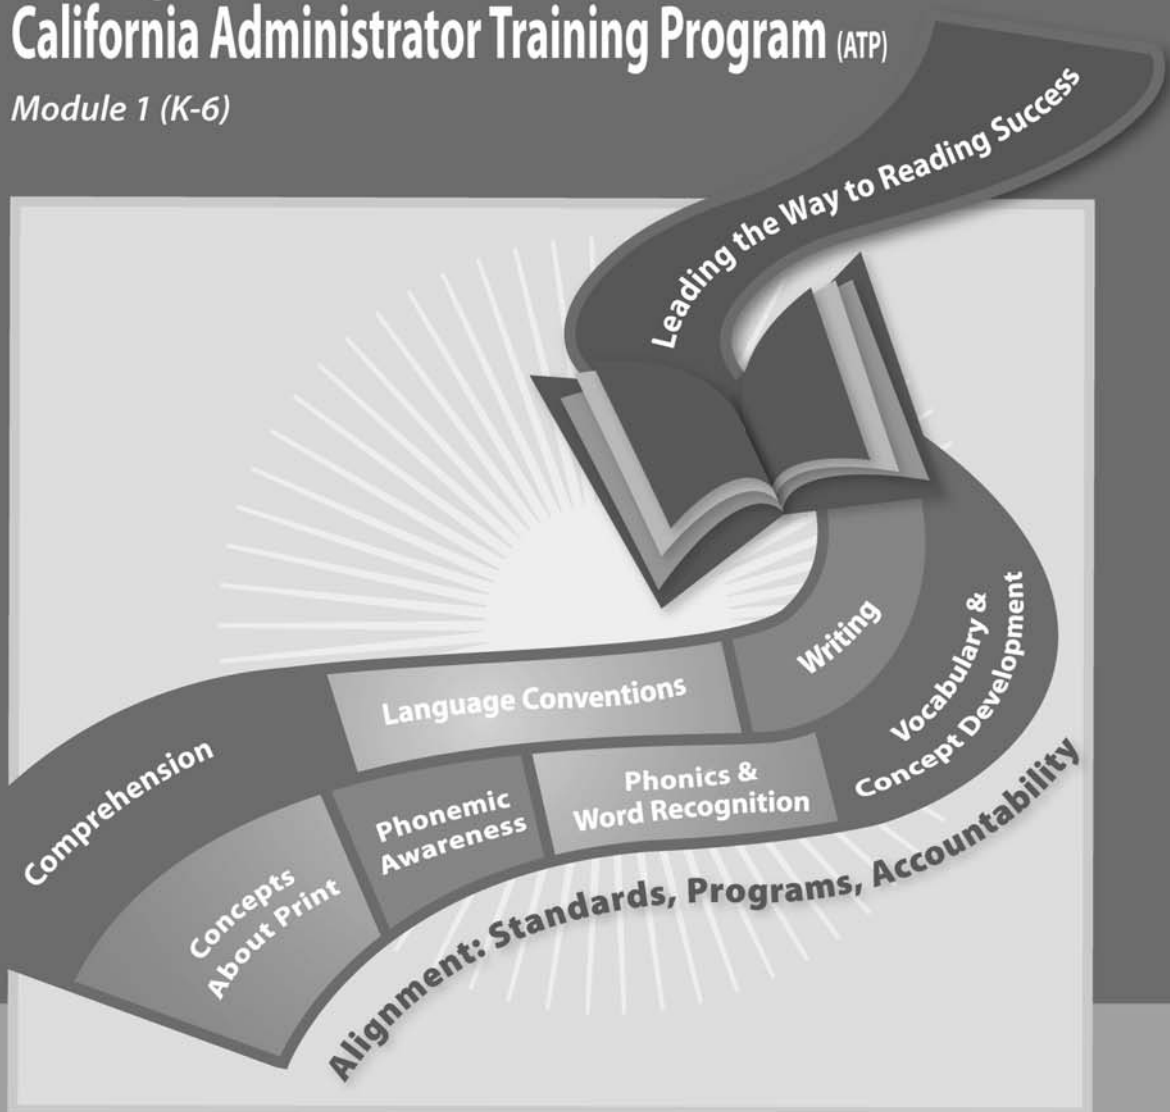 California Administrator Training Program (ATP)
Module 1 (K-6)
Leading the Way to Reading Success
Writing
Vocabulary &
Concept Development
Language Conventions
Comprehension
Phonics &
Word Recognition
Phonemic
Awareness
Concepts
About Print
Alignment: Standards, Programs, Accountability